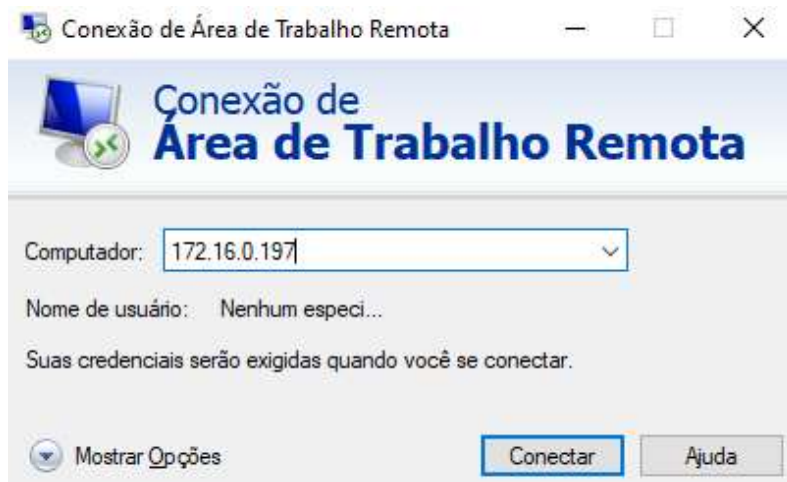 Conexão de Área de Trabalho Remota
Conexão de
Área de Trabalho Remota
Computador: 172.16.0.197
Nome de usuário: Nenhum especi...
Suas credenciais serão exigidas quando você se conectar.
Mostrar Opções Conectar Ajuda